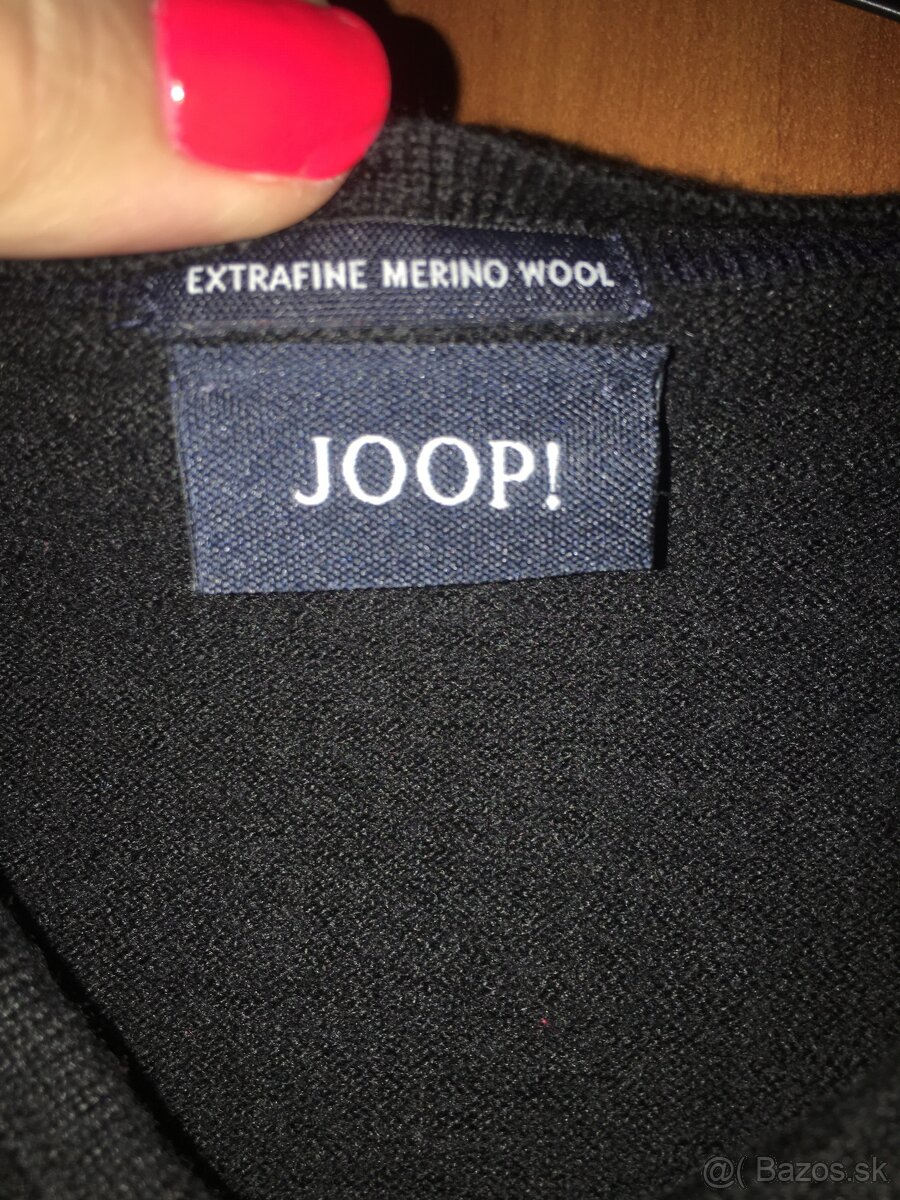 EXTRAFINE MERINO WOOL
JOOP!
@( Bazos.sk